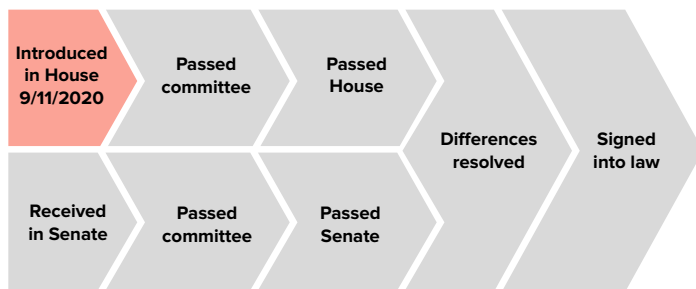 Introduced
in House
9/11/2020
Passed
committee
Passed
House
Differences
resolved
Signed
into law
Received
in Senate
Passed
committee
Passed
Senate